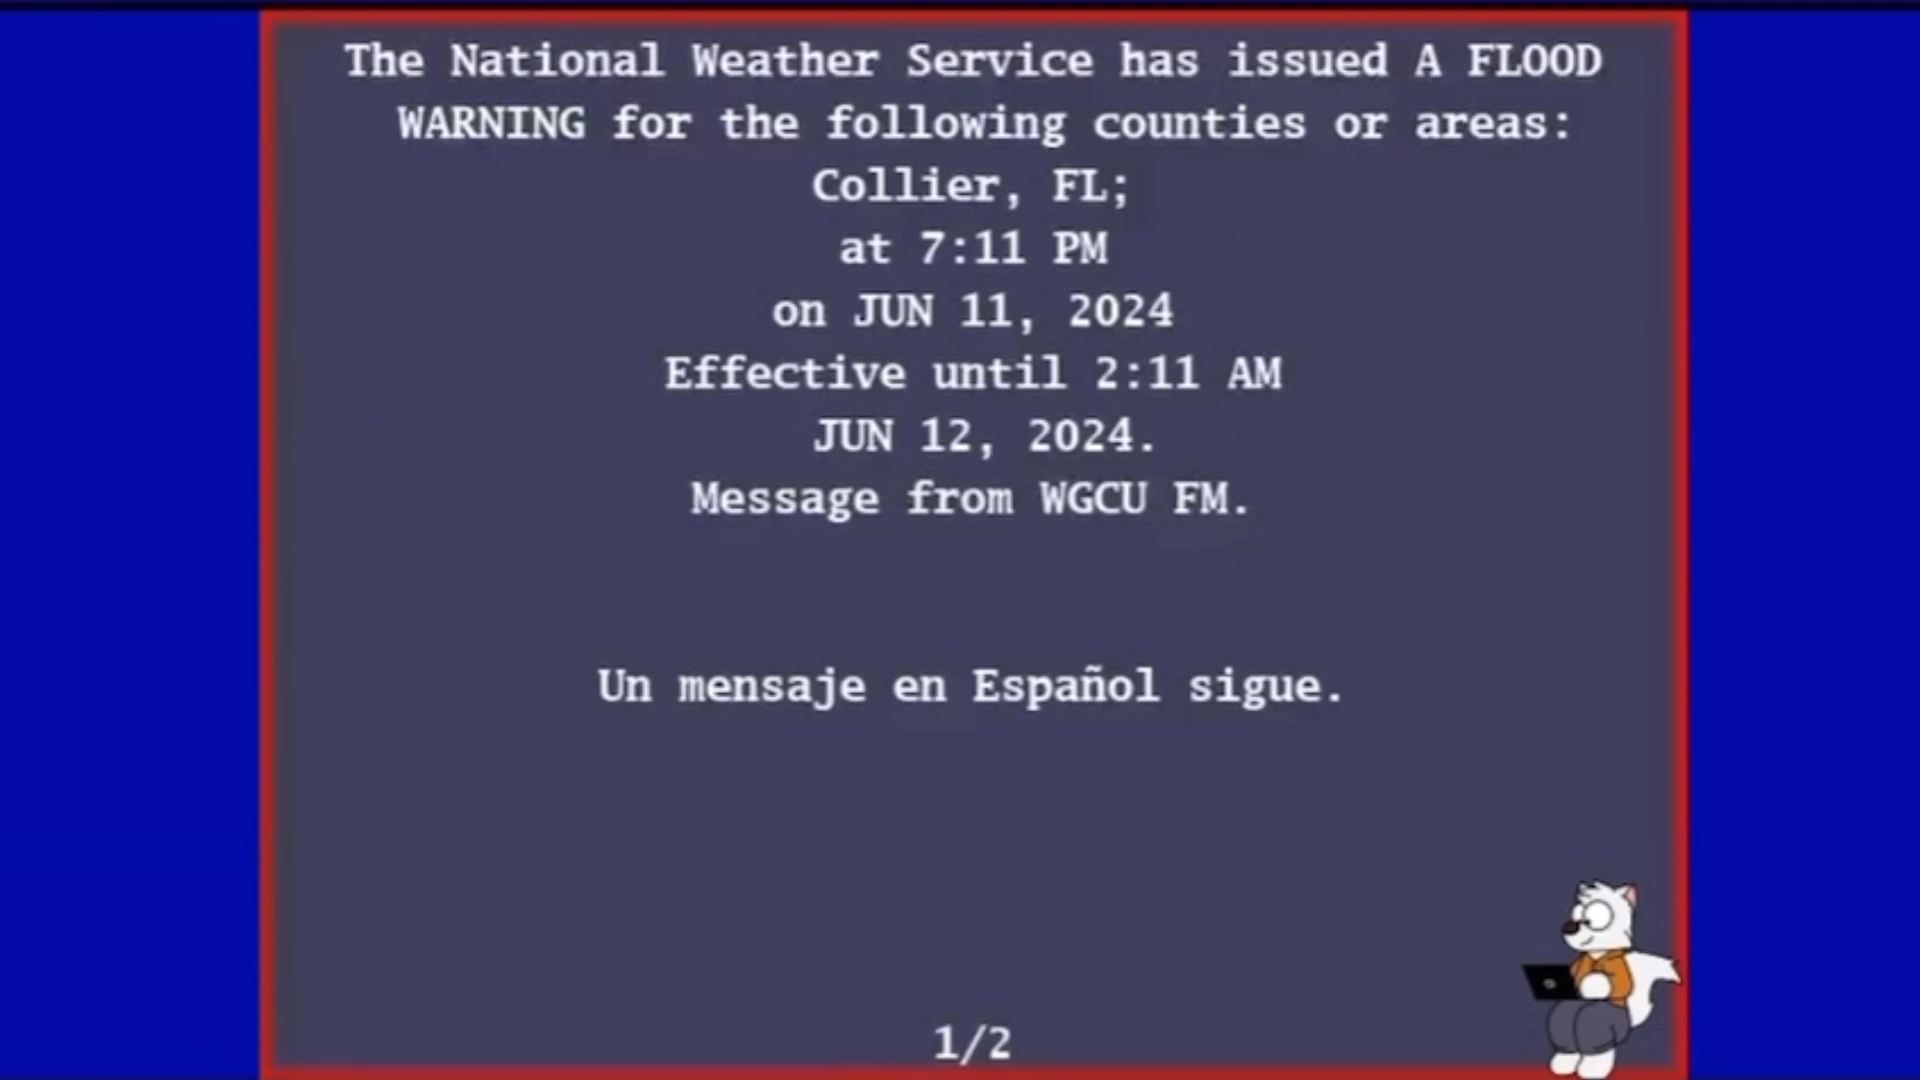 The National Weather Service has issued A FLOOD
WARNING for the following counties or areas:
Collier, FL;
at 7:11 PM
on JUN 11, 2024
Effective until 2:11 AM
JUN 12, 2024.
Message from WGCU FM.
Un mensaje en Español sigue.
1/2